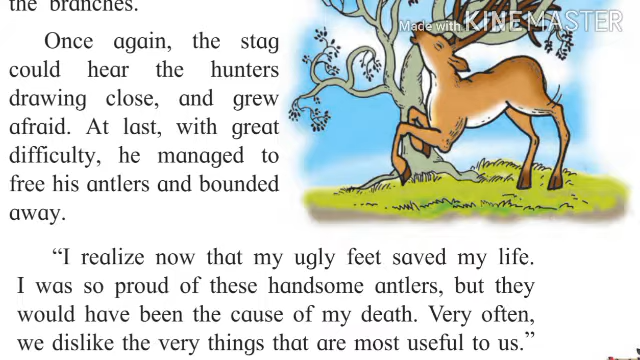 the branches.
Made with KINEMASTER
Once again, the stag
could hear the hunters
drawing close, and grew
afraid. At last, with great
difficulty, he managed to
free his antlers and bounded
away.
“I realize now that my ugly feet saved my life.
I was so proud of these handsome antlers, but they
would have been the cause of my death. Very often,
we dislike the very things that are most useful to us.”